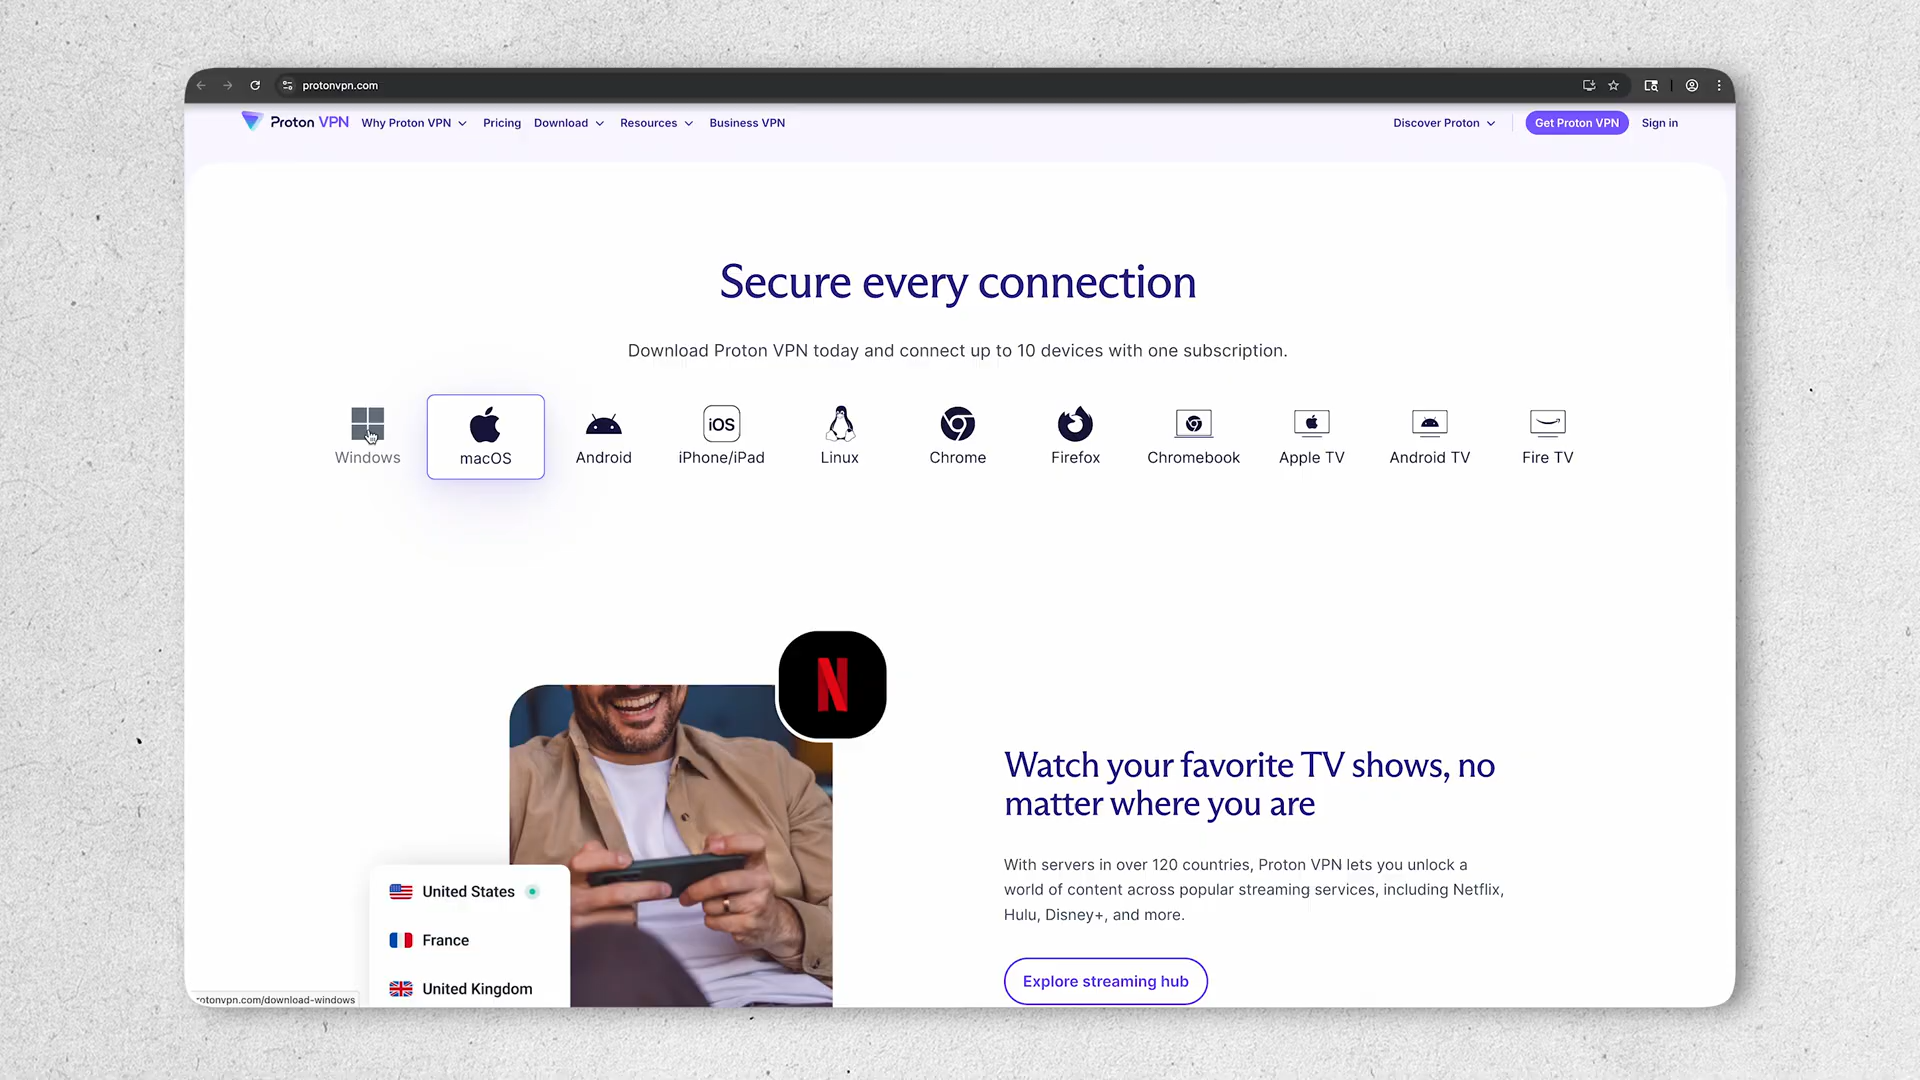 protonvpn.com
Proton VPN Why Proton VPN Pricing Download Resources Business VPN Discover Proton Get Proton VPN Sign in
Secure every connection
Download Proton VPN today and connect up to 10 devices with one subscription.
Windows macOS Android iPhone/iPad Linux Chrome Firefox Chromebook Apple TV Android TV Fire TV
iOS
N
Watch your favorite TV shows, no
matter where you are
With servers in over 120 countries, Proton VPN lets you unlock a
world of content across popular streaming services, including Netflix,
Hulu, Disney+, and more.
Explore streaming hub
United States
France
United Kingdom
rotonvpn.com/download-windows